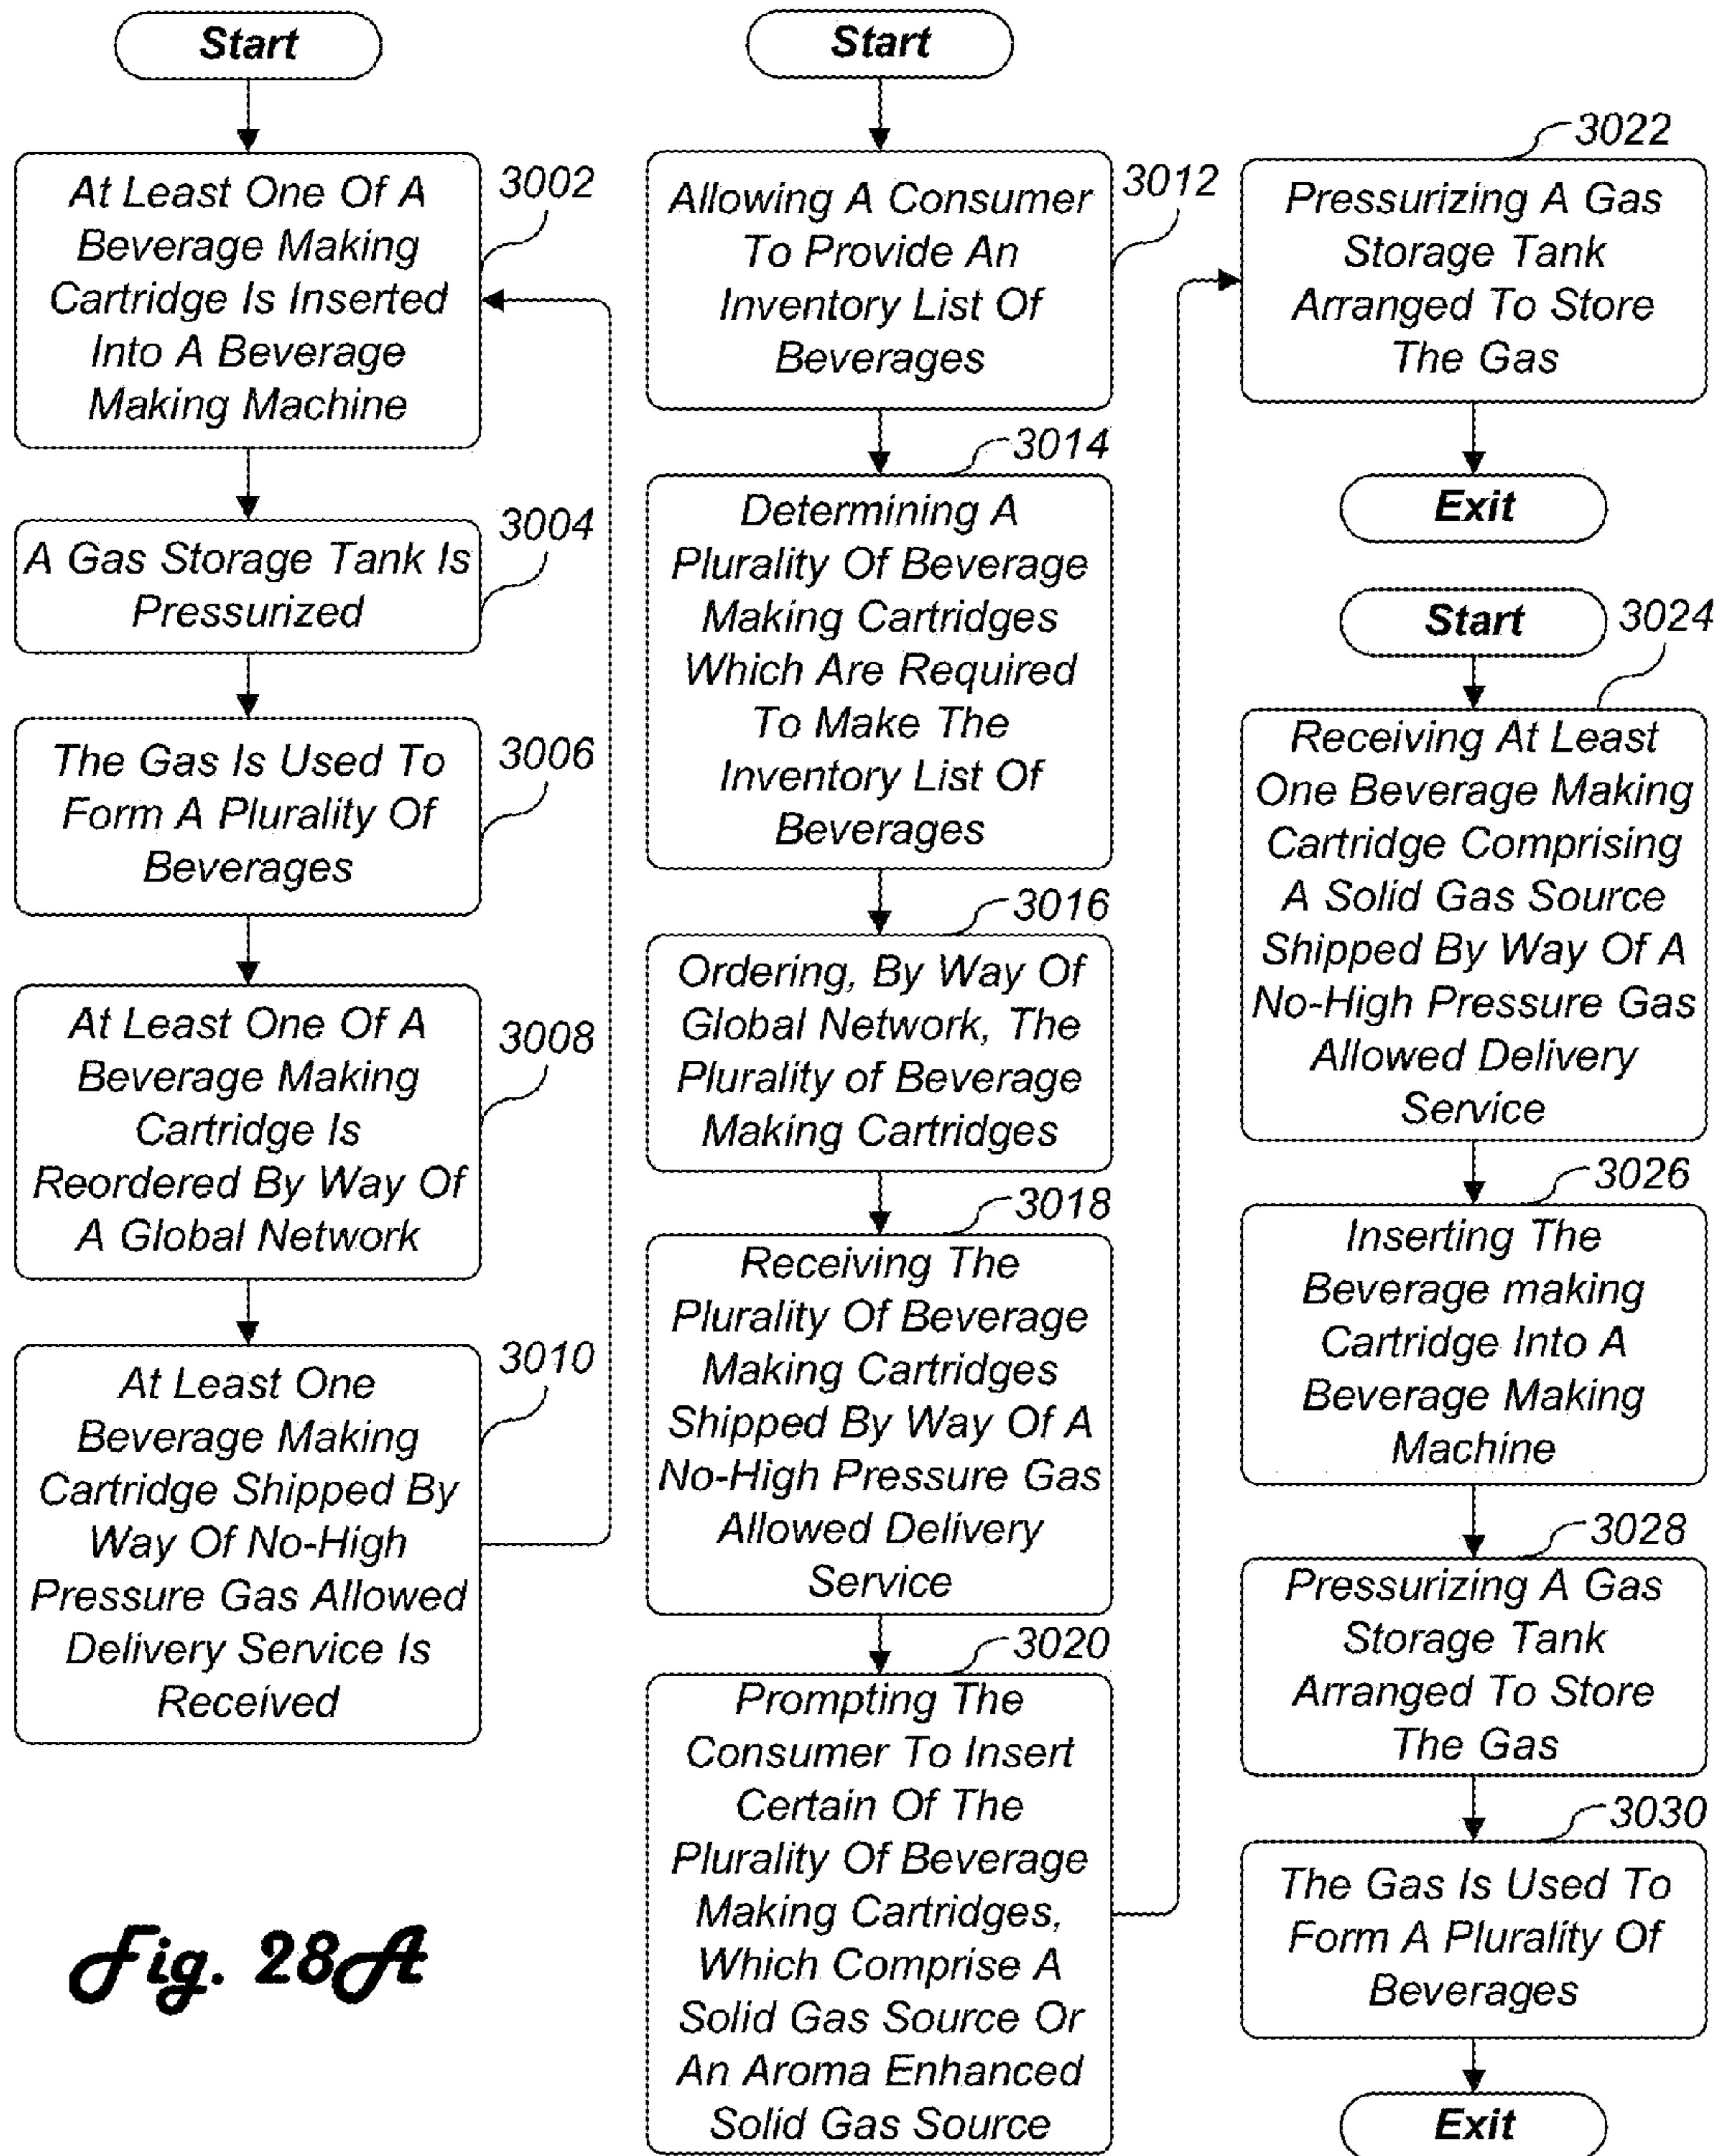 Start
At Least One Of A
Beverage Making
Cartridge Is Inserted
Into A Beverage
Making Machine
3002
A Gas Storage Tank Is
Pressurized
3004
The Gas Is Used To
Form A Plurality Of
Beverages
3006
At Least One Of A
Beverage Making
Cartridge Is
Reordered By Way Of
A Global Network
3008
At Least One
Beverage Making
Cartridge Shipped By
Way Of No-High
Pressure Gas Allowed
Delivery Service Is
Received
3010
Start
Allowing A Consumer
To Provide An
Inventory List Of
Beverages
3012
3014
Determining A
Plurality Of Beverage
Making Cartridges
Which Are Required
To Make The
Inventory List Of
Beverages
3016
Ordering, By Way Of
Global Network, The
Plurality of Beverage
Making Cartridges
3018
Receiving The
Plurality Of Beverage
Making Cartridges
Shipped By Way Of A
No-High Pressure Gas
Allowed Delivery
Service
3020
Prompting The
Consumer To Insert
Certain Of The
Plurality Of Beverage
Making Cartridges,
Which Comprise A
Solid Gas Source Or
An Aroma Enhanced
Solid Gas Source
3022
Pressurizing A Gas
Storage Tank
Arranged To Store
The Gas
Exit
Start
3024
Receiving At Least
One Beverage Making
Cartridge Comprising
A Solid Gas Source
Shipped By Way Of A
No-High Pressure Gas
Allowed Delivery
Service
3026
Inserting The
Beverage making
Cartridge Into A
Beverage Making
Machine
3028
Pressurizing A Gas
Storage Tank
Arranged To Store
The Gas
3030
The Gas Is Used To
Form A Plurality Of
Beverages
Exit
Fig. 28A